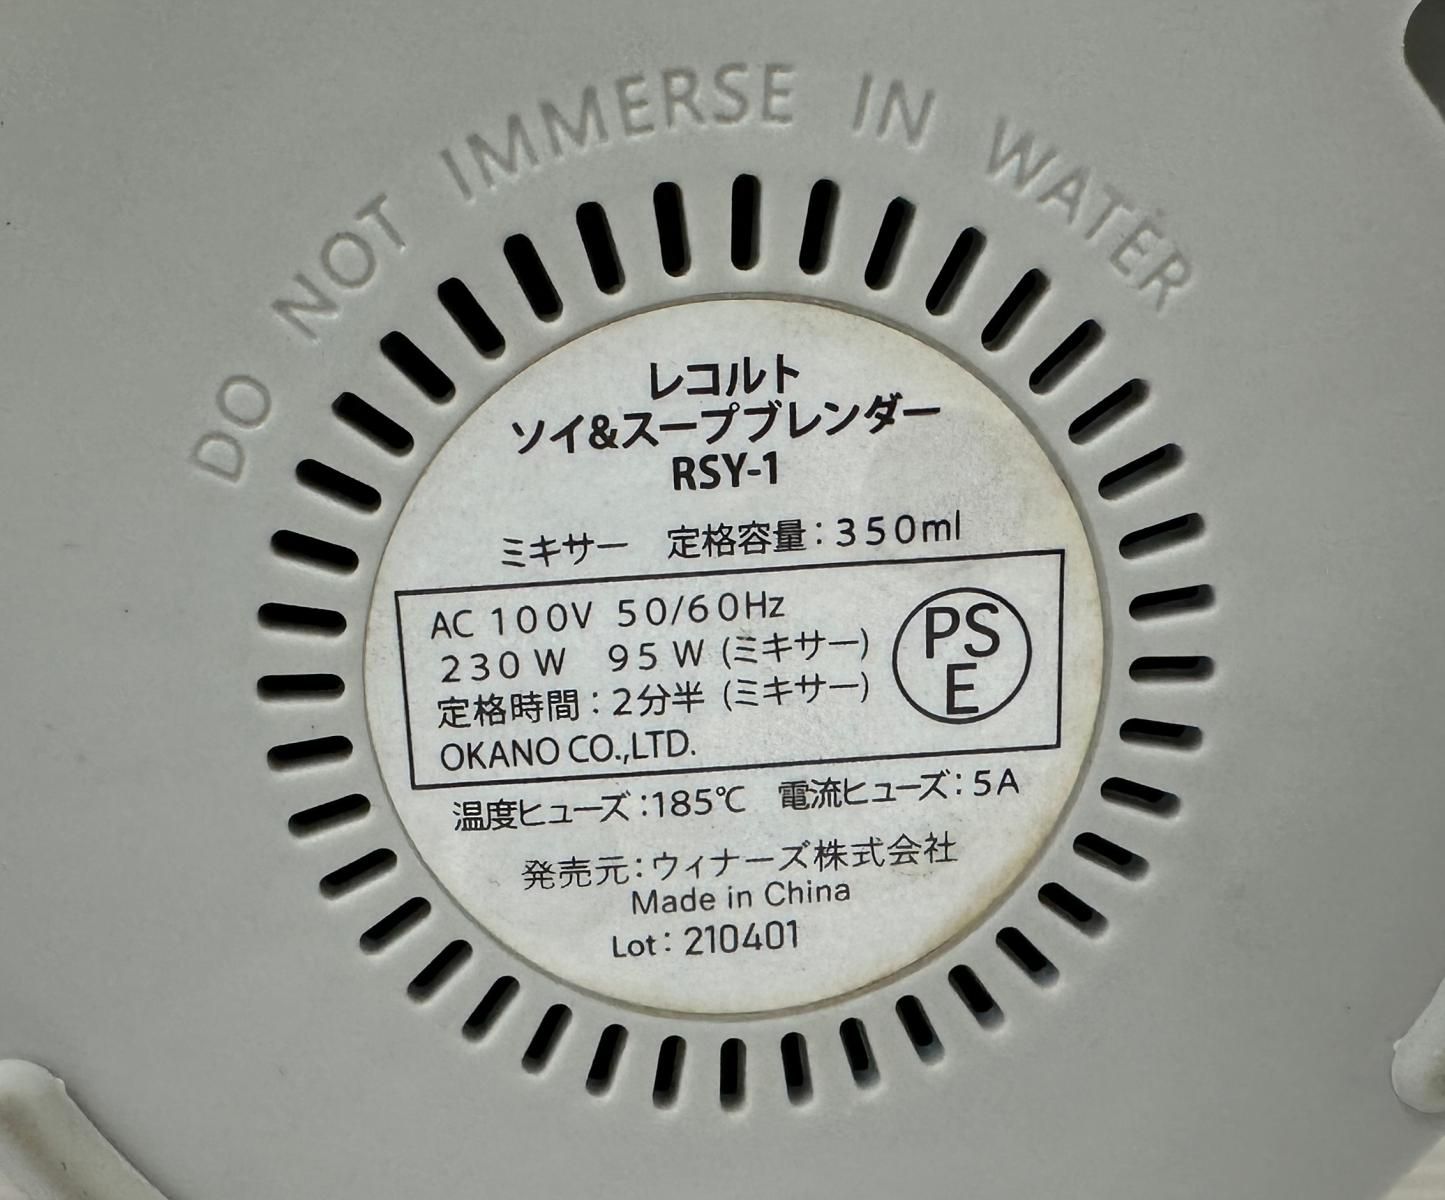 DO NOT IMMERSE IN WATER
レコルト
ソイ&スープブレンダー
RSY-1
ミキサー 定格容量：350ml
AC 100V 50/60Hz
230W 95W (ミキサー)
定格時間：2分半 (ミキサー)
OKANO CO.,LTD.
PS
E
温度ヒューズ：185℃ 電流ヒューズ：5A
発売元：ウィナーズ株式会社
Made in China
Lot：210401